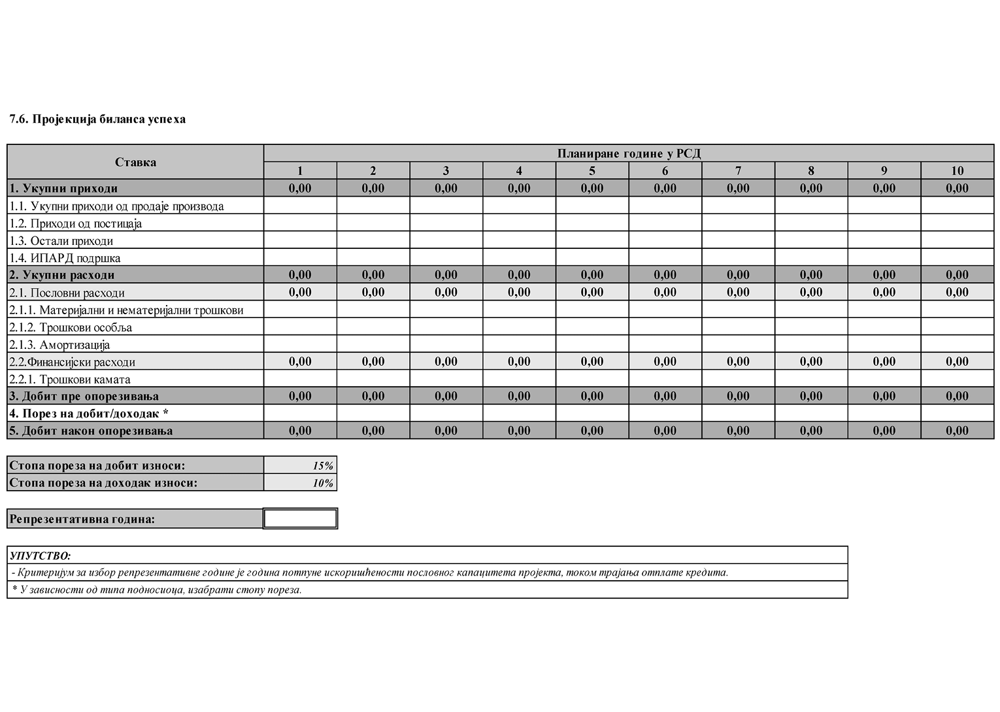 7.6. Пројекција биланса успеха
Ставка
Планиране године у РСД
1 2 3 4 5 6 7 8 9 10
1. Укупни приходи 0,00 0,00 0,00 0,00 0,00 0,00 0,00 0,00 0,00 0,00
1.1. Укупни приходи од продаје производа
1.2. Приходи од постицаја
1.3. Остали приходи
1.4. ИПАРД подршка
2. Укупни расходи 0,00 0,00 0,00 0,00 0,00 0,00 0,00 0,00 0,00 0,00
2.1. Пословни расходи 0,00 0,00 0,00 0,00 0,00 0,00 0,00 0,00 0,00 0,00
2.1.1. Материјални и нематеријални трошкови
2.1.2. Трошкови особља
2.1.3. Амортизација
2.2.Финансијски расходи 0,00 0,00 0,00 0,00 0,00 0,00 0,00 0,00 0,00 0,00
2.2.1. Трошкови камата
3. Добит пре опорезивања 0,00 0,00 0,00 0,00 0,00 0,00 0,00 0,00 0,00 0,00
4. Порез на добит/доходак *
5. Добит након опорезивања 0,00 0,00 0,00 0,00 0,00 0,00 0,00 0,00 0,00 0,00
Стопа пореза на добит износи: 15%
Стопа пореза на доходак износи: 10%
Репрезентативна година:
УПУТСТВО:
- Критеријум за избор репрезентативне године је година потпуне искоришћености пословног капацитета пројекта, током трајања отплате кредита.
* У зависности од типа подносиоца, изабрати стопу пореза.